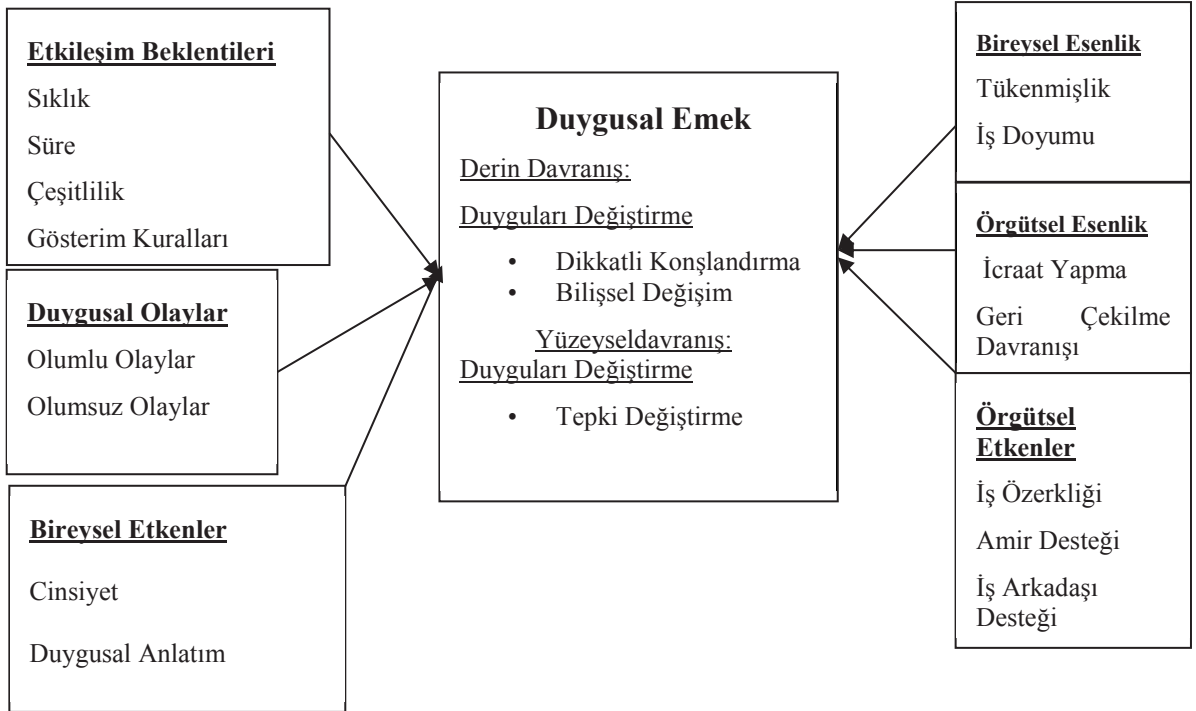 Etkileşim Beklentileri
Sıklık
Süre
Çeşitlilik
Gösterim Kuralları
Duygusal Olaylar
Olumlu Olaylar
Olumsuz Olaylar
Bireysel Etkenler
Cinsiyet
Duygusal Anlatım
Duygusal Emek
Derin Davranış:
Duyguları Değiştirme
• Dikkatli Konşlandırma
• Bilişsel Değişim
Yüzeyseldavranış:
Duyguları Değiştirme
• Tepki Değiştirme
Bireysel Esenlik
Tükenmişlik
İş Doyumu
Örgütsel Esenlik
İcraat Yapma
Geri Çekilme
Davranışı
Örgütsel
Etkenler
İş Özerkliği
Amir Desteği
İş Arkadaşı
Desteği